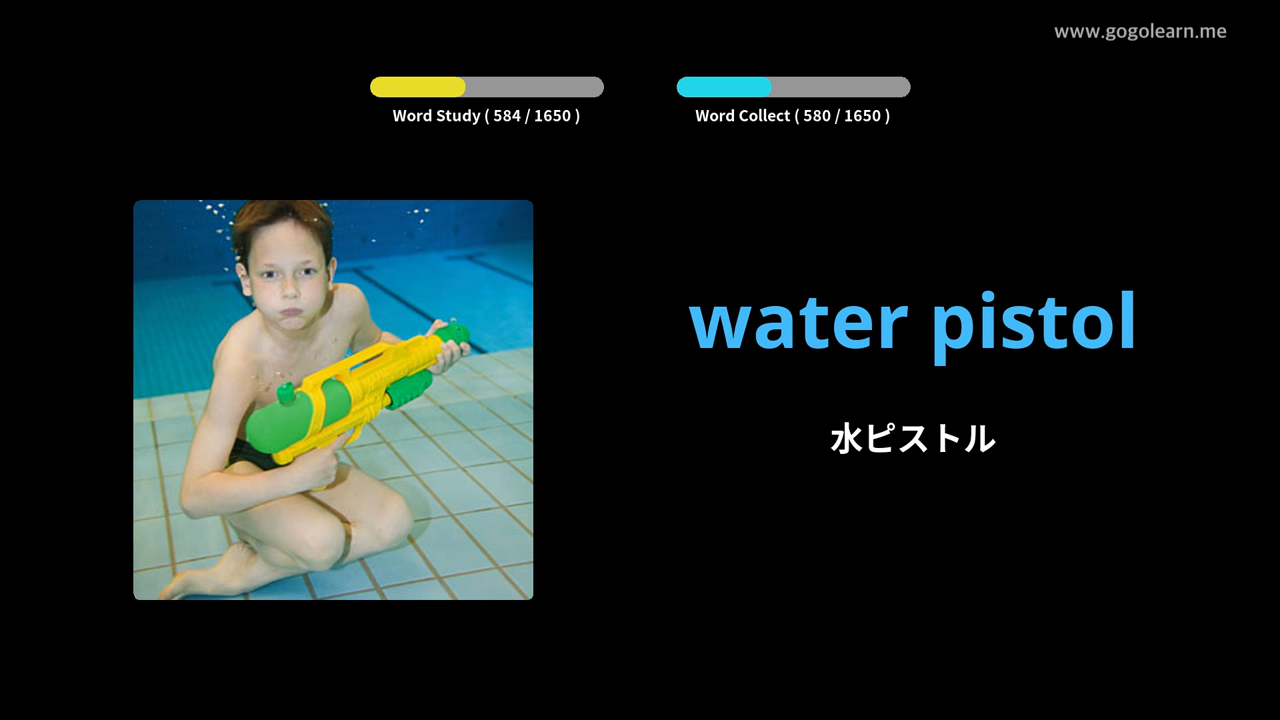 www.gogolearn.me
Word Study ( 584 / 1650 )
Word Collect ( 580 / 1650 )
water pistol
水ピストル